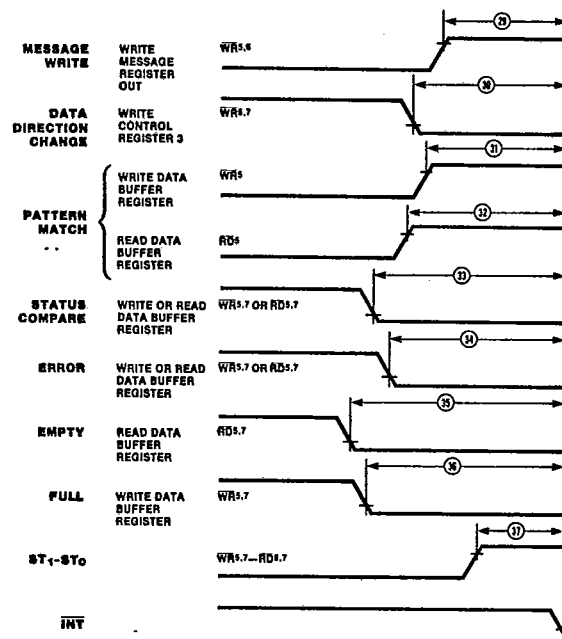 MESSAGE WRITE WRITE MESSAGE REGISTER OUT WR5,6 29
DATA DIRECTION CHANGE WRITE CONTROL REGISTER 3 WR6,7 30
PATTERN MATCH
WRITE DATA BUFFER REGISTER WR5 31
READ DATA BUFFER REGISTER RD5 32
STATUS COMPARE WRITE OR READ DATA BUFFER REGISTER WR5,7 OR RD5,7 33
ERROR WRITE OR READ DATA BUFFER REGISTER WR5,7 OR RD5,7 34
EMPTY READ DATA BUFFER REGISTER RD5,7 35
FULL WRITE DATA BUFFER REGISTER WR5,7 36
ST1-ST0 WR5,7—RD5,7 37
INT